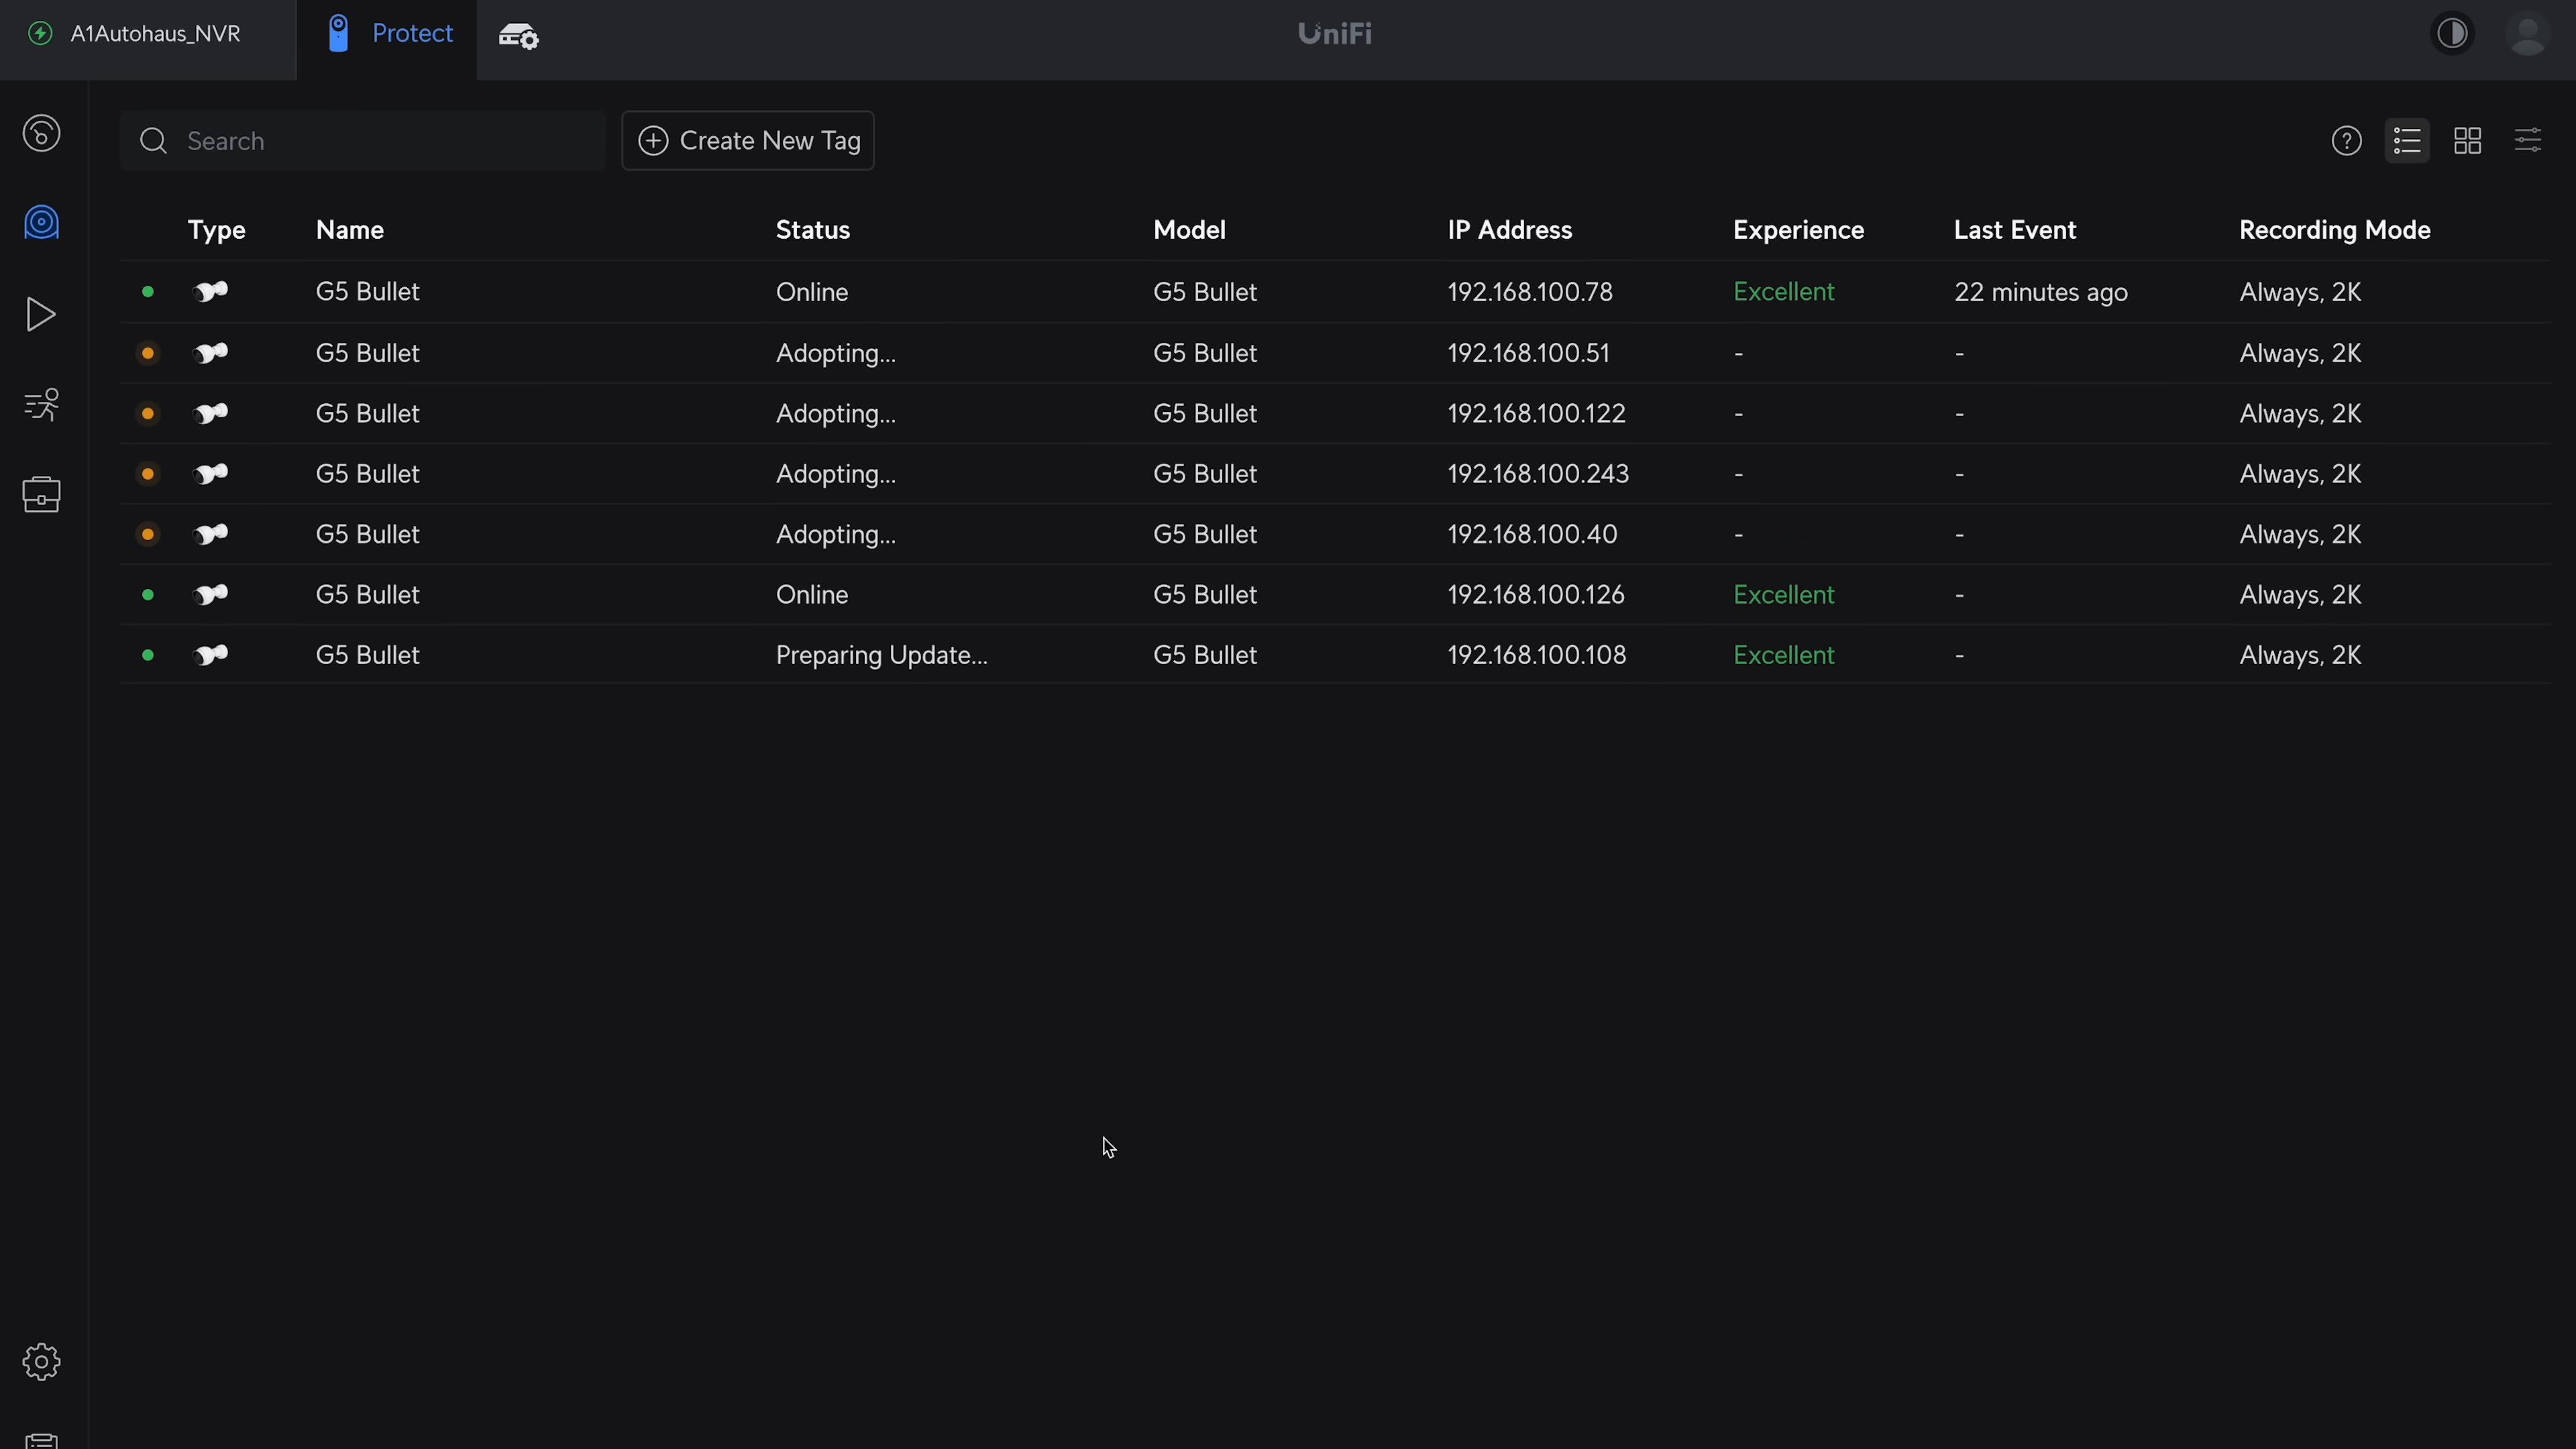 A1Autohaus_NVR Protect UniFi
Search Create New Tag
Type Name Status Model IP Address Experience Last Event Recording Mode
G5 Bullet Online G5 Bullet 192.168.100.78 Excellent 22 minutes ago Always, 2K
G5 Bullet Adopting... G5 Bullet 192.168.100.51 - - Always, 2K
G5 Bullet Adopting... G5 Bullet 192.168.100.122 - - Always, 2K
G5 Bullet Adopting... G5 Bullet 192.168.100.243 - - Always, 2K
G5 Bullet Adopting... G5 Bullet 192.168.100.40 - - Always, 2K
G5 Bullet Online G5 Bullet 192.168.100.126 Excellent - Always, 2K
G5 Bullet Preparing Update... G5 Bullet 192.168.100.108 Excellent - Always, 2K